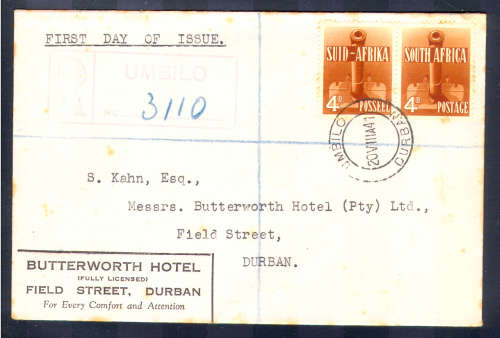 FIRST DAY OF ISSUE.
UMBILO
3110
SUID-AFRIKA
4D POSSEEL
SOUTH AFRICA
4D POSTAGE
UMBILO
DURBAN
20 VIII 41
S. Kahn, Esq.,
Messrs. Butterworth Hotel (Pty) Ltd.,
Field Street,
DURBAN.
BUTTERWORTH HOTEL
(FULLY LICENSED)
FIELD STREET, DURBAN
For Every Comfort and Attention